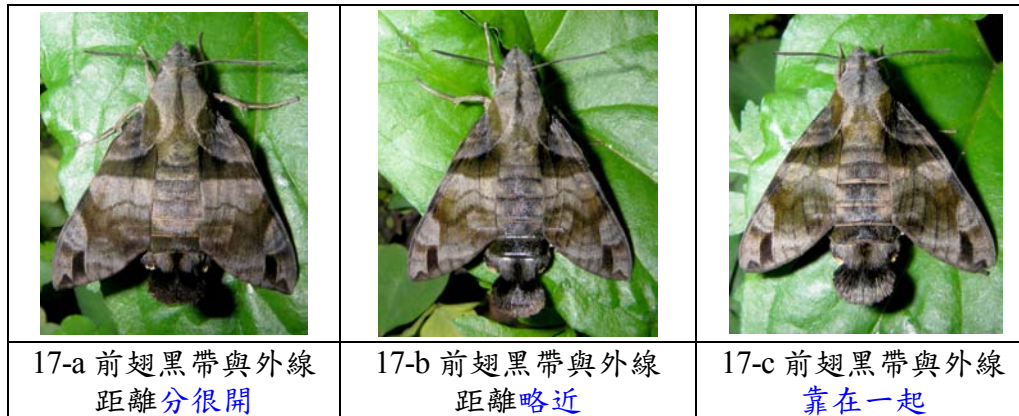 17-a 前翅黑帶與外線
距離分很開
17-b 前翅黑帶與外線
距離略近
17-c 前翅黑帶與外線
靠在一起